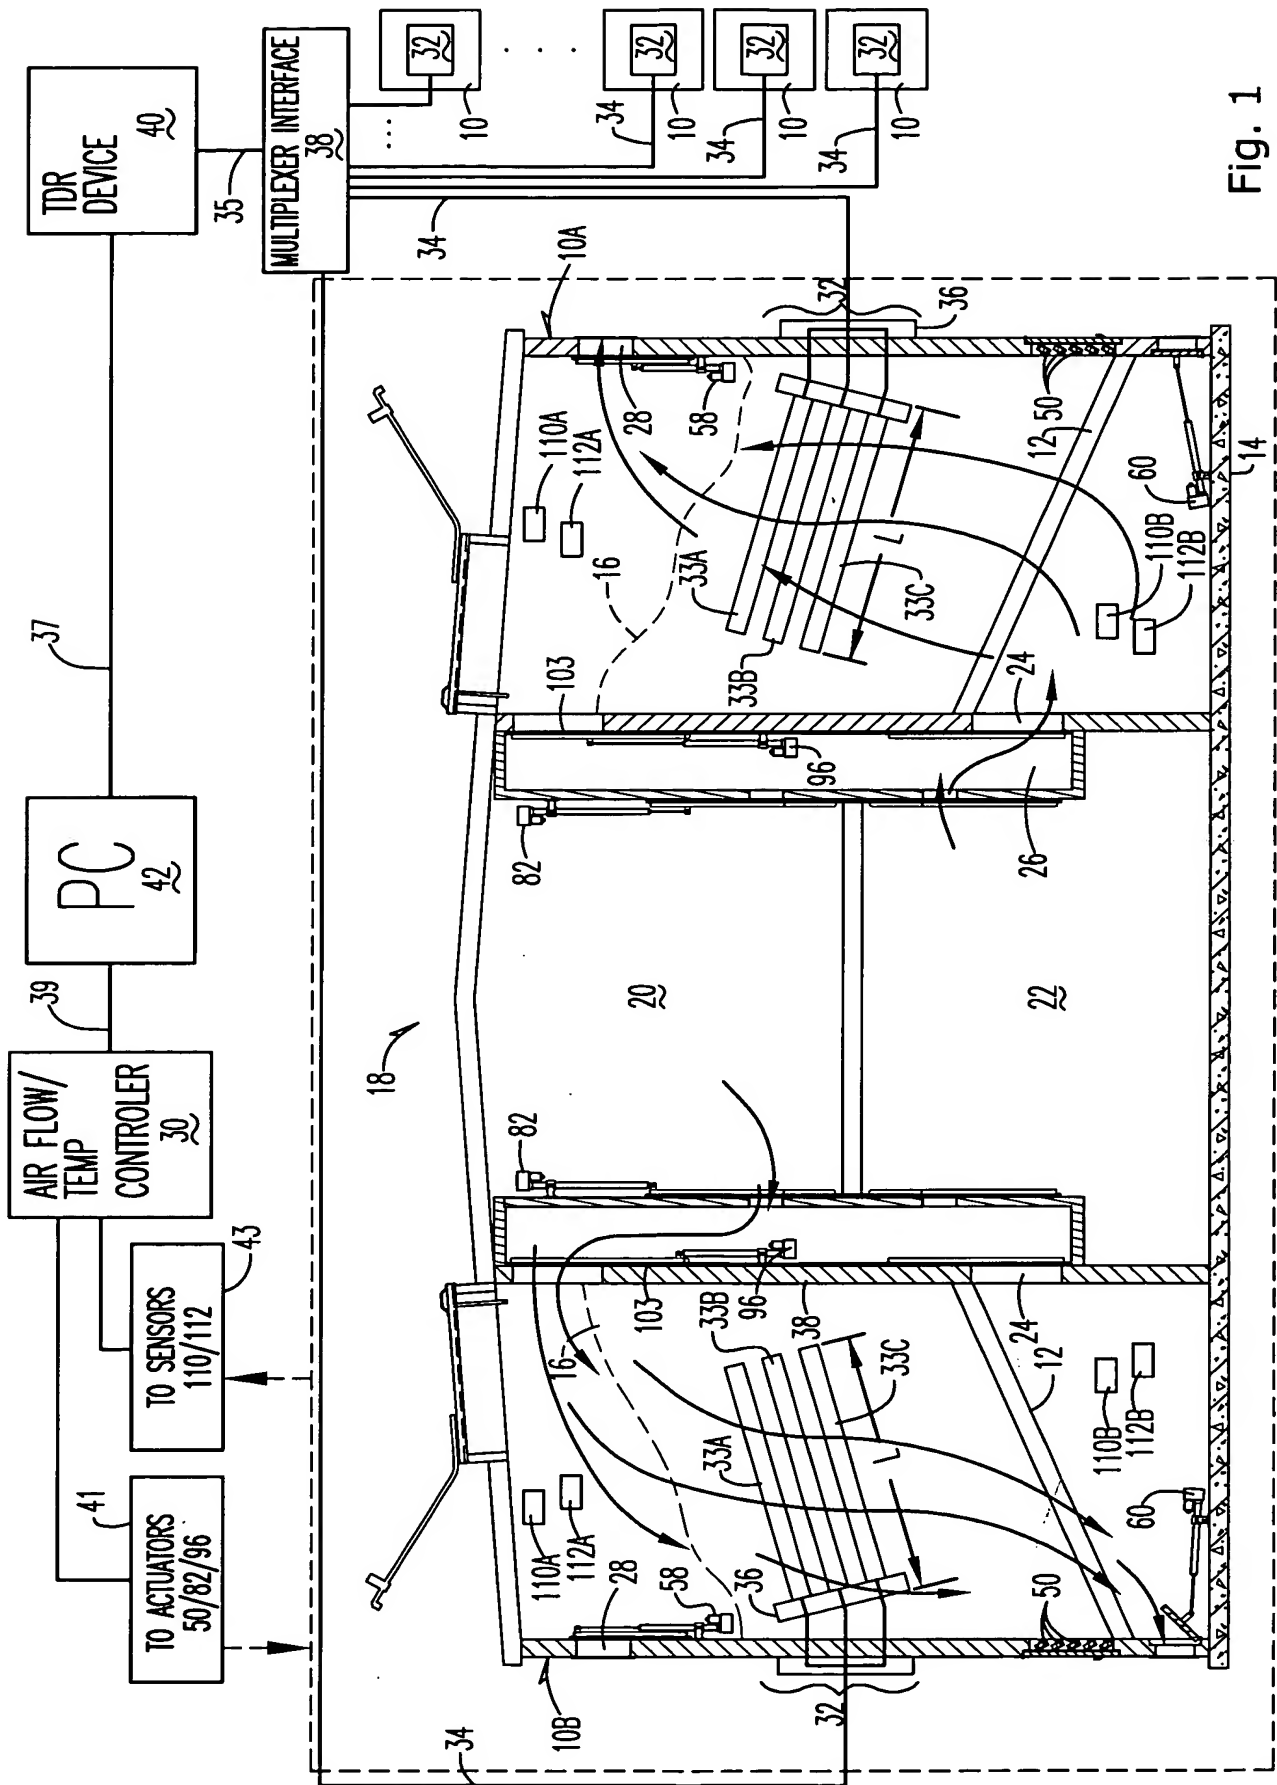 AIR FLOW/
TEMP
CONTROLER
30
39
PC
42
37
TDR
DEVICE
40
35
MULTIPLEXER INTERFACE
38
TO ACTUATORS
50/82/96
41
TO SENSORS
110/112
43
32
10
. . . .
32
34
10
32
34
10
32
34
10
34
18
10B
28
58
110A
112A
36
33A
33B
33C
38
L
16
103
96
82
20
22
24
12
110B
112B
60
50
32
34
82
96
103
26
24
16
33A
33B
33C
L
110A
112A
28
58
10A
32
36
50
12
110B
112B
60
14
Fig. 1